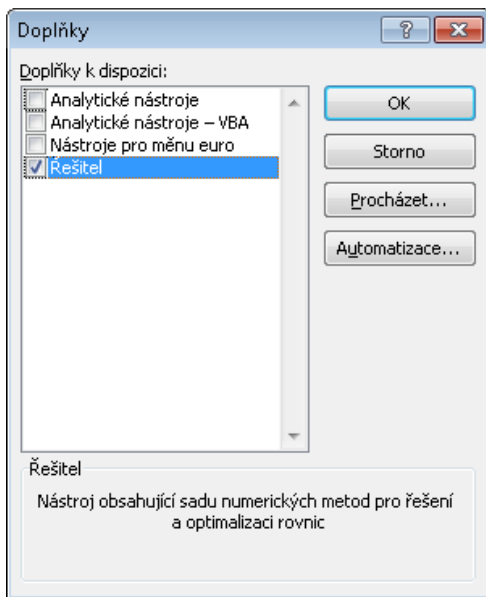 Doplňky
Doplňky k dispozici:
Analytické nástroje
Analytické nástroje – VBA
Nástroje pro měnu euro
Řešitel
OK
Storno
Procházet...
Automatizace...
Řešitel
Nástroj obsahující sadu numerických metod pro řešení
a optimalizaci rovnic